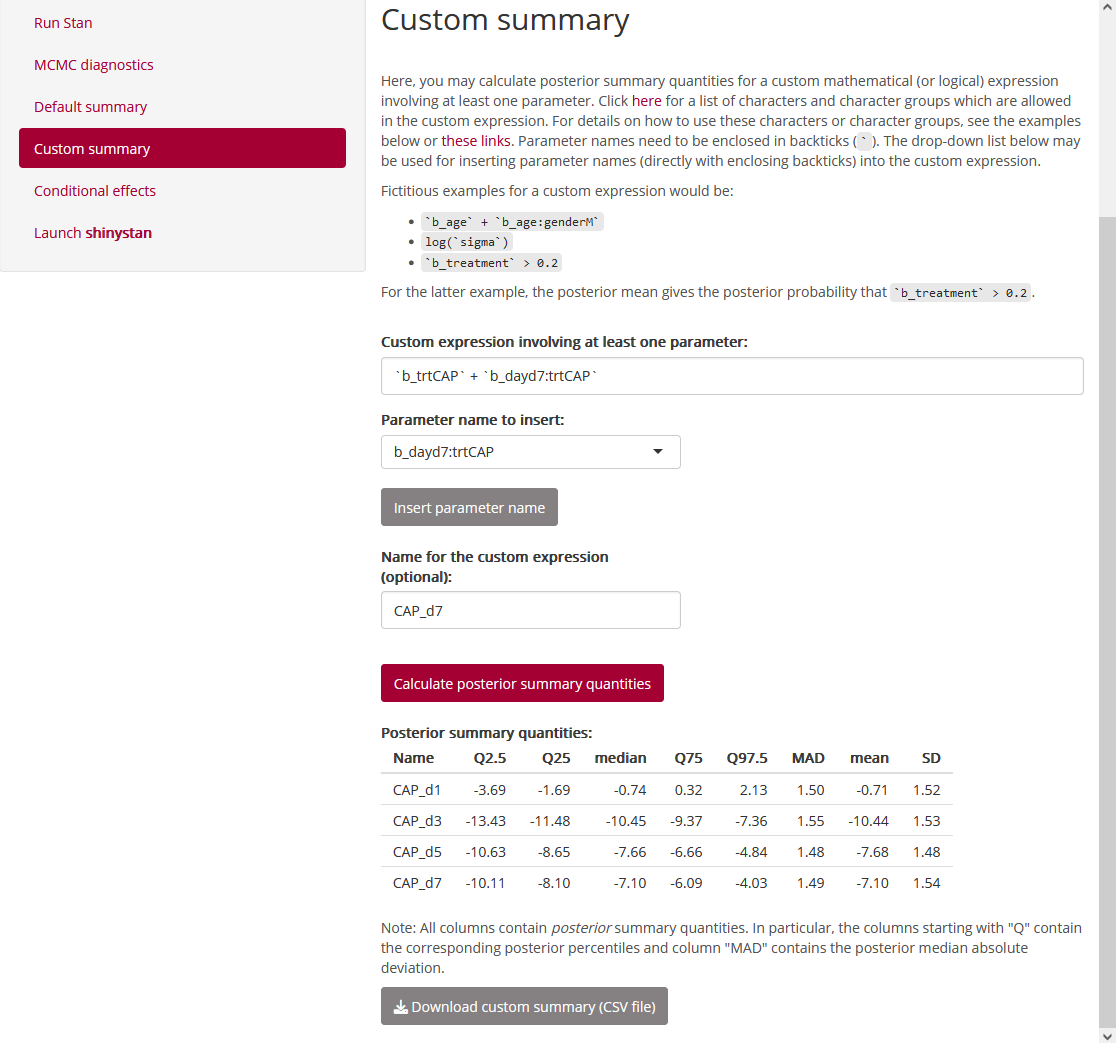 Run Stan
MCMC diagnostics
Default summary
Custom summary
Conditional effects
Launch shinystan
Custom summary
Here, you may calculate posterior summary quantities for a custom mathematical (or logical) expression
involving at least one parameter. Click here for a list of characters and character groups which are allowed
in the custom expression. For details on how to use these characters or character groups, see the examples
below or these links. Parameter names need to be enclosed in backticks (`). The drop-down list below may
be used for inserting parameter names (directly with enclosing backticks) into the custom expression.
Fictitious examples for a custom expression would be:
• `b_age` + `b_age:genderM`
• log(`sigma`)
• `b_treatment` > 0.2
For the latter example, the posterior mean gives the posterior probability that `b_treatment` > 0.2.
Custom expression involving at least one parameter:
`b_trtCAP` + `b_dayd7:trtCAP`
Parameter name to insert:
b_dayd7:trtCAP
Insert parameter name
Name for the custom expression
(optional):
CAP_d7
Calculate posterior summary quantities
Posterior summary quantities:
Name Q2.5 Q25 median Q75 Q97.5 MAD mean SD
CAP_d1 -3.69 -1.69 -0.74 0.32 2.13 1.50 -0.71 1.52
CAP_d3 -13.43 -11.48 -10.45 -9.37 -7.36 1.55 -10.44 1.53
CAP_d5 -10.63 -8.65 -7.66 -6.66 -4.84 1.48 -7.68 1.48
CAP_d7 -10.11 -8.10 -7.10 -6.09 -4.03 1.49 -7.10 1.54
Note: All columns contain posterior summary quantities. In particular, the columns starting with "Q" contain
the corresponding posterior percentiles and column "MAD" contains the posterior median absolute
deviation.
Download custom summary (CSV file)